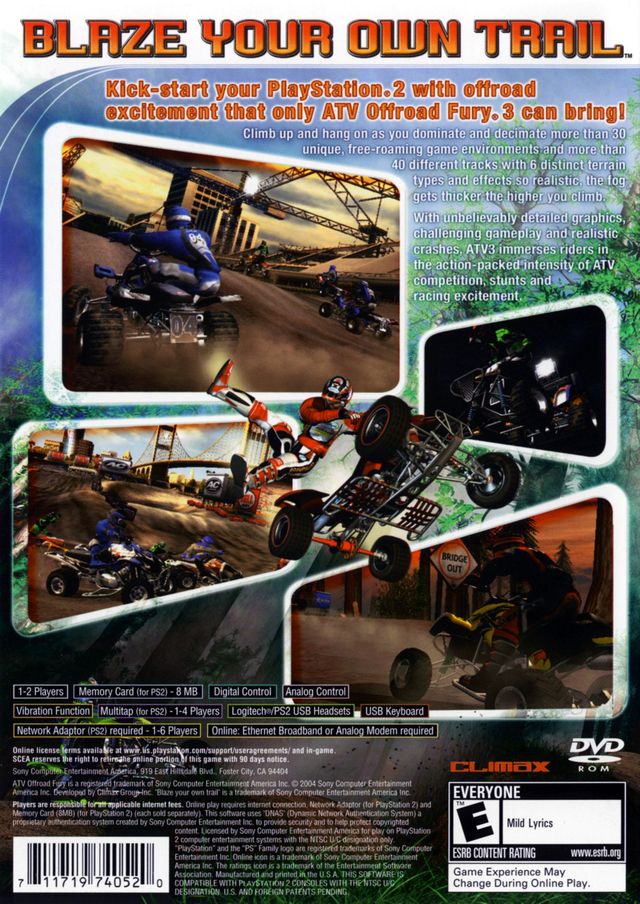 BLAZE YOUR OWN TRAIL™
Kick-start your PlayStation®2 with offroad
excitement that only ATV Offroad Fury® 3 can bring!
Climb up and hang on as you dominate and decimate more than 30
unique, free-roaming game environments and more than
40 different tracks with 6 distinct terrain
types and effects so realistic, the fog
gets thicker the higher you climb.
With unbelievably detailed graphics,
challenging gameplay and realistic
crashes, ATV3 immerses riders in
the action-packed intensity of ATV
competition, stunts and
racing excitement.
04
04
AC
AC
BRIDGE
OUT
1-2 Players
Memory Card (for PS2) - 8 MB
Digital Control
Analog Control
Vibration Function
Multitap (for PS2) - 1-4 Players
Logitech®/PS2 USB Headsets
USB Keyboard
Network Adaptor (PS2) required - 1-6 Players
Online: Ethernet Broadband or Analog Modem required
Online license terms available at www.us.playstation.com/support/useragreements/ and in-game.
SCEA reserves the right to retire the online portion of this game with 90 days notice.
Sony Computer Entertainment America, 919 East Hillsdale Blvd., Foster City, CA 94404
ATV Offroad Fury is a registered trademark of Sony Computer Entertainment America Inc. © 2004 Sony Computer Entertainment
America Inc. Developed by Climax Group Inc. "Blaze your own trail" is a trademark of Sony Computer Entertainment America Inc.
Players are responsible for all applicable internet fees. Online play requires internet connection, Network Adaptor (for PlayStation 2) and
Memory Card (8MB) (for PlayStation 2) (each sold separately). This software uses "DNAS" (Dynamic Network Authentication System) a
proprietary authentication system created by Sony Computer Entertainment Inc. to provide security and to help protect copyrighted
content. Licensed by Sony Computer Entertainment America for play on PlayStation
2 computer entertainment systems with the NTSC U/C designation only.
"PlayStation" and the "PS" Family logo are registered trademarks of Sony Computer
Entertainment Inc. Online icon is a trademark of Sony Computer Entertainment
America Inc. The ratings icon is a trademark of the Entertainment Software
Association. Manufactured and printed in the U.S.A. THIS SOFTWARE IS
COMPATIBLE WITH PLAYSTATION 2 CONSOLES WITH THE NTSC U/C
DESIGNATION. U.S. AND FOREIGN PATENTS PENDING.
7 11719 74052 0
CLIMAX
DVD
ROM
EVERYONE
E
Mild Lyrics
ESRB CONTENT RATING www.esrb.org
Game Experience May
Change During Online Play.